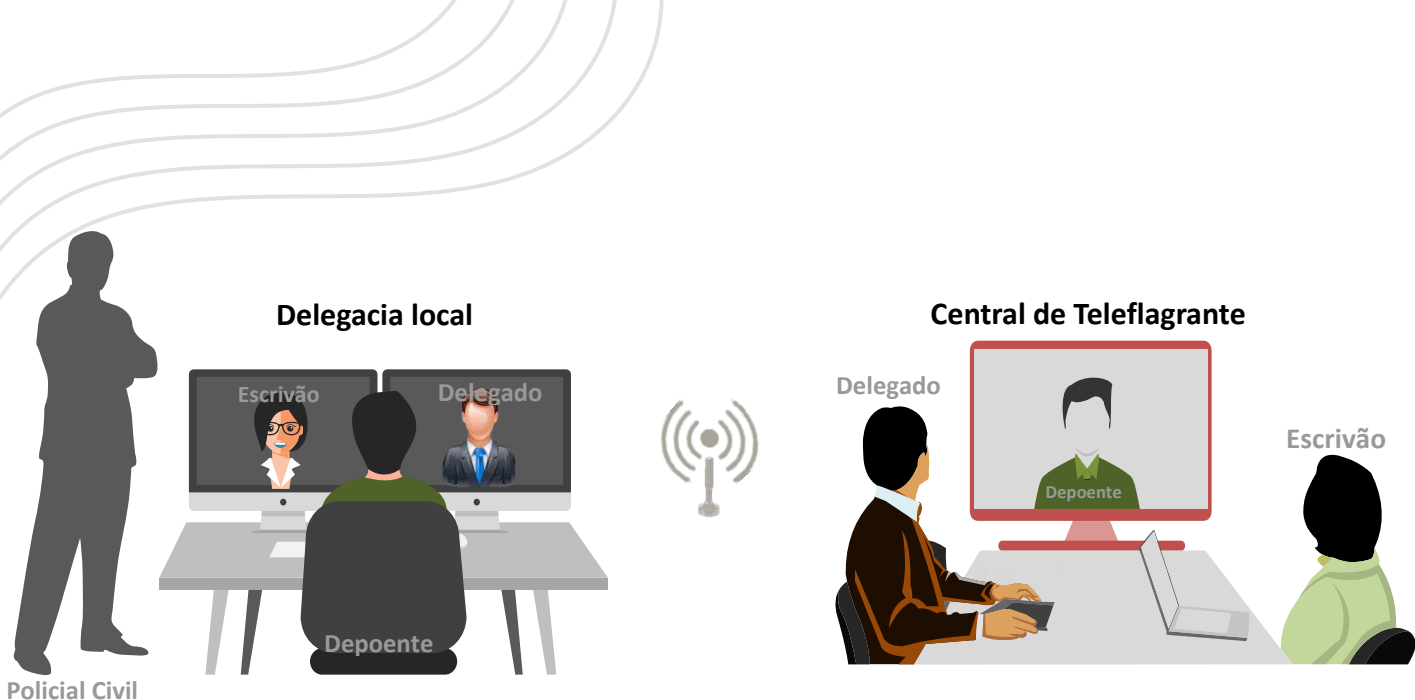 Delegacia local
Central de Teleflagrante
Escrivão
Delegado
Delegado
Escrivão
Depoente
Depoente
Policial Civil